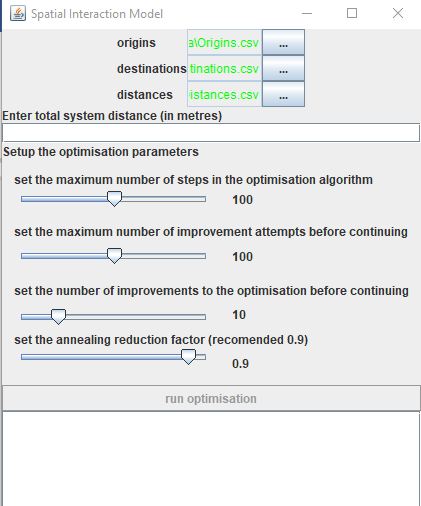 Spatial Interaction Model
origins a\Origins.csv ...
destinations tinations.csv ...
distances istances.csv ...
Enter total system distance (in metres)
Setup the optimisation parameters
set the maximum number of steps in the optimisation algorithm
100
set the maximum number of improvement attempts before continuing
100
set the number of improvements to the optimisation before continuing
10
set the annealing reduction factor (recomended 0.9)
0.9
run optimisation